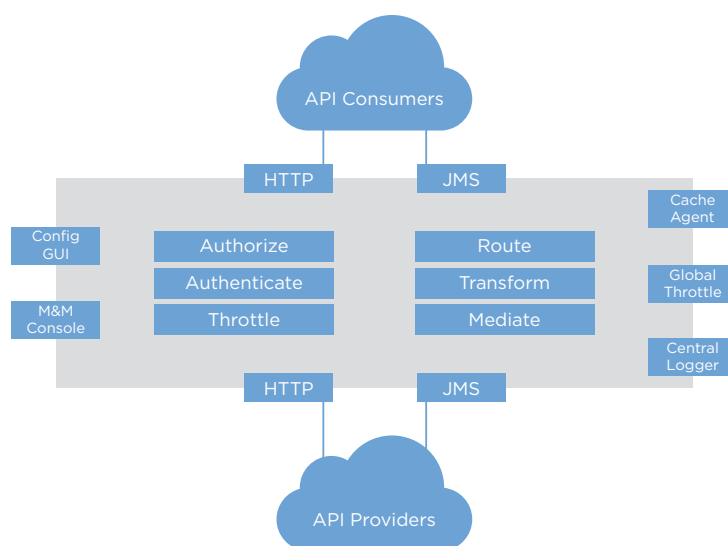 API Consumers
HTTP
JMS
Cache
Agent
Config
GUI
Authorize
Route
Authenticate
Transform
Global
Throttle
M&M
Console
Throttle
Mediate
Central
Logger
HTTP
JMS
API Providers